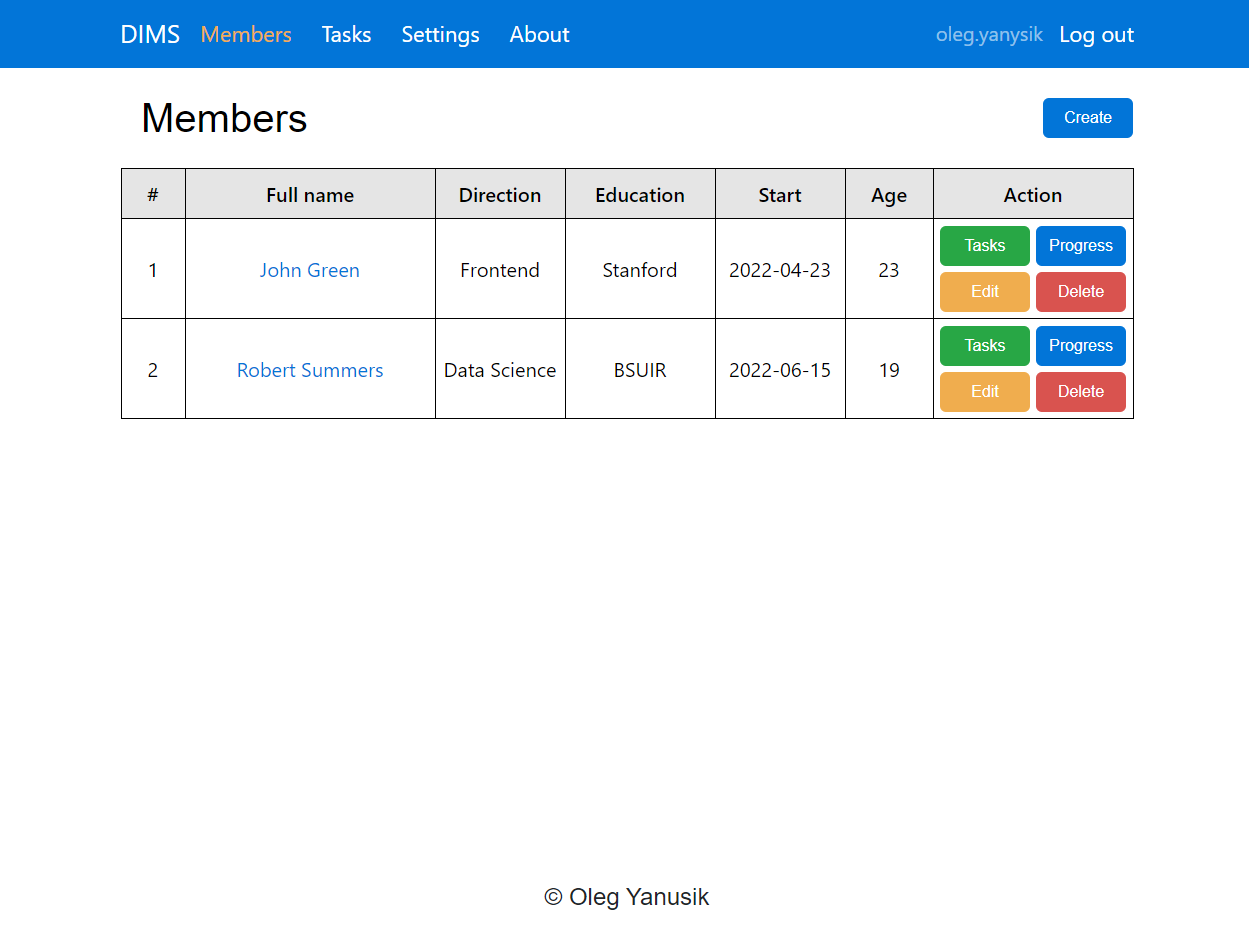 DIMS Members Tasks Settings About oleg.yanysik Log out
Members Create
# Full name Direction Education Start Age Action
1 John Green Frontend Stanford 2022-04-23 23 Tasks Progress
Edit Delete
2 Robert Summers Data Science BSUIR 2022-06-15 19 Tasks Progress
Edit Delete
© Oleg Yanusik